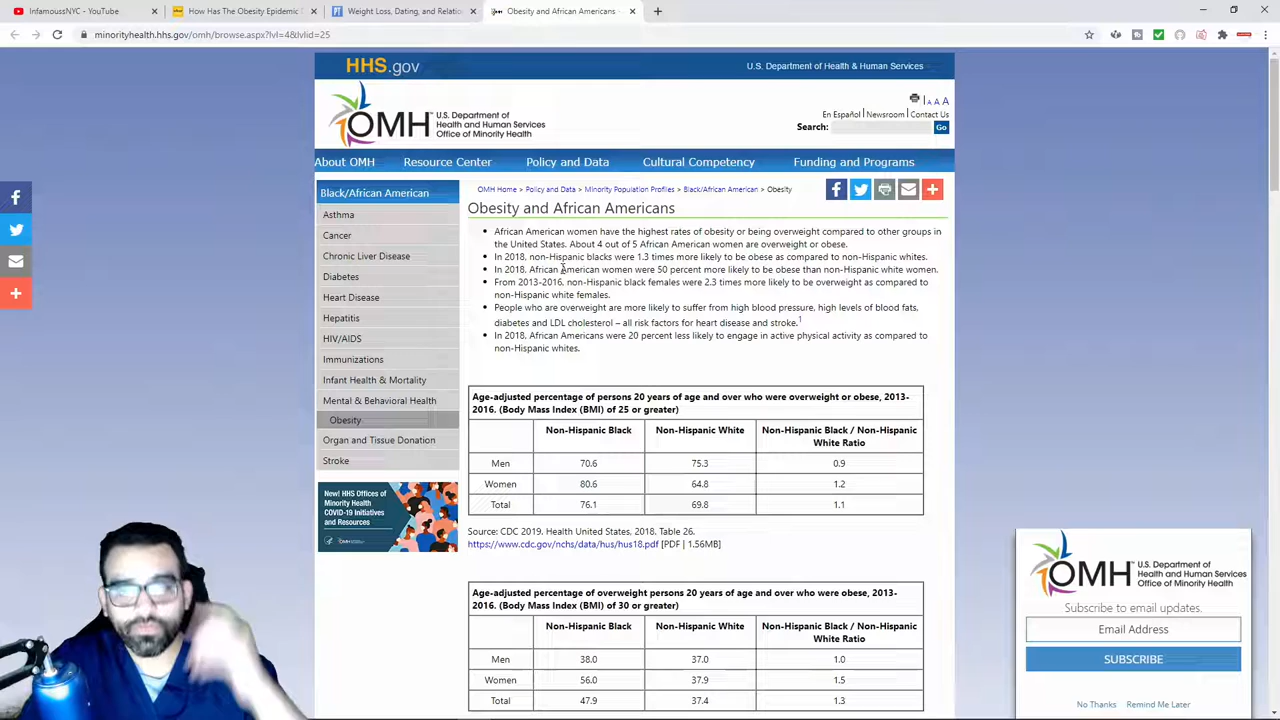 InfamousNYC - YouTube
How Has The Obesity Epidemic
Weight Loss, Dating, and Relatio
Obesity and African Americans -
minorityhealth.hhs.gov/omh/browse.aspx?lvl=4&lvlid=25
HHS.gov
U.S. Department of Health & Human Services
OMH
U.S. Department of
Health and Human Services
Office of Minority Health
A A A
En Español | Newsroom | Contact Us
Search:
Go
About OMH
Resource Center
Policy and Data
Cultural Competency
Funding and Programs
Black/African American
Asthma
Cancer
Chronic Liver Disease
Diabetes
Heart Disease
Hepatitis
HIV/AIDS
Immunizations
Infant Health & Mortality
Mental & Behavioral Health
Obesity
Organ and Tissue Donation
Stroke
New! HHS Offices of
Minority Health
COVID-19 Initiatives
and Resources
OMH Home > Policy and Data > Minority Population Profiles > Black/African American > Obesity
Obesity and African Americans
African American women have the highest rates of obesity or being overweight compared to other groups in
the United States. About 4 out of 5 African American women are overweight or obese.
In 2018, non-Hispanic blacks were 1.3 times more likely to be obese as compared to non-Hispanic whites.
In 2018, African American women were 50 percent more likely to be obese than non-Hispanic white women.
From 2013-2016, non-Hispanic black females were 2.3 times more likely to be overweight as compared to
non-Hispanic white females.
People who are overweight are more likely to suffer from high blood pressure, high levels of blood fats,
diabetes and LDL cholesterol – all risk factors for heart disease and stroke.1
In 2018, African Americans were 20 percent less likely to engage in active physical activity as compared to
non-Hispanic whites.
Age-adjusted percentage of persons 20 years of age and over who were overweight or obese, 2013-
2016. (Body Mass Index (BMI) of 25 or greater)
Non-Hispanic Black
Non-Hispanic White
Non-Hispanic Black / Non-Hispanic
White Ratio
Men 70.6 75.3 0.9
Women 80.6 64.8 1.2
Total 76.1 69.8 1.1
Source: CDC 2019. Health United States, 2018. Table 26.
https://www.cdc.gov/nchs/data/hus/hus18.pdf [PDF | 1.56MB]
Age-adjusted percentage of overweight persons 20 years of age and over who were obese, 2013-
2016. (Body Mass Index (BMI) of 30 or greater)
Non-Hispanic Black
Non-Hispanic White
Non-Hispanic Black / Non-Hispanic
White Ratio
Men 38.0 37.0 1.0
Women 56.0 37.9 1.5
Total 47.9 37.4 1.3
OMH
U.S. Department of
Health and Human Services
Office of Minority Health
Subscribe to email updates.
Email Address
SUBSCRIBE
No Thanks
Remind Me Later